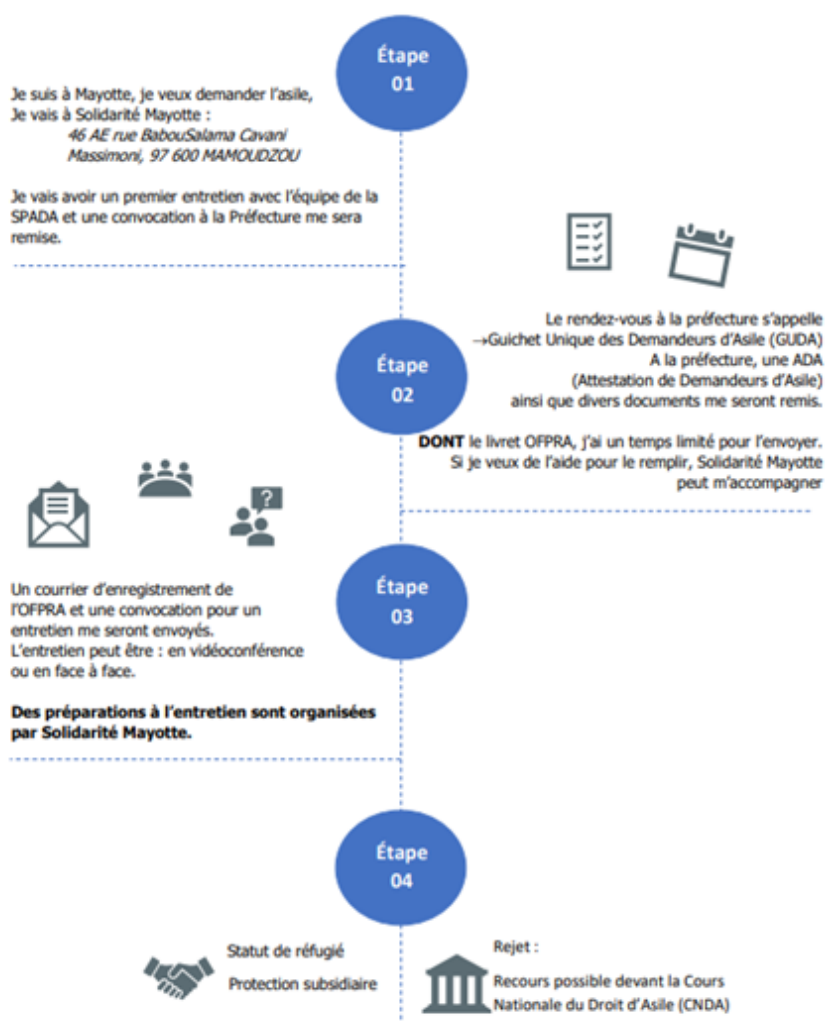 Étape
01
Je suis à Mayotte, je veux demander l'asile,
Je vais à Solidarité Mayotte :
46 AE rue BabouSalama Cavani
Massimoni, 97 600 MAMOUDZOU
Je vais avoir un premier entretien avec l'équipe de la
SPADA et une convocation à la Préfecture me sera
remise.
Étape
02
Le rendez-vous à la préfecture s'appelle
→Guichet Unique des Demandeurs d'Asile (GUDA)
A la préfecture, une ADA
(Attestation de Demandeurs d'Asile)
ainsi que divers documents me seront remis.
DONT le livret OFPRA, j'ai un temps limité pour l'envoyer.
Si je veux de l'aide pour le remplir, Solidarité Mayotte
peut m'accompagner
?
Étape
03
Un courrier d'enregistrement de
l'OFPRA et une convocation pour un
entretien me seront envoyés.
L'entretien peut être : en vidéoconférence
ou en face à face.
Des préparations à l'entretien sont organisées
par Solidarité Mayotte.
Étape
04
Statut de réfugié
Protection subsidiaire
Rejet :
Recours possible devant la Cours
Nationale du Droit d'Asile (CNDA)